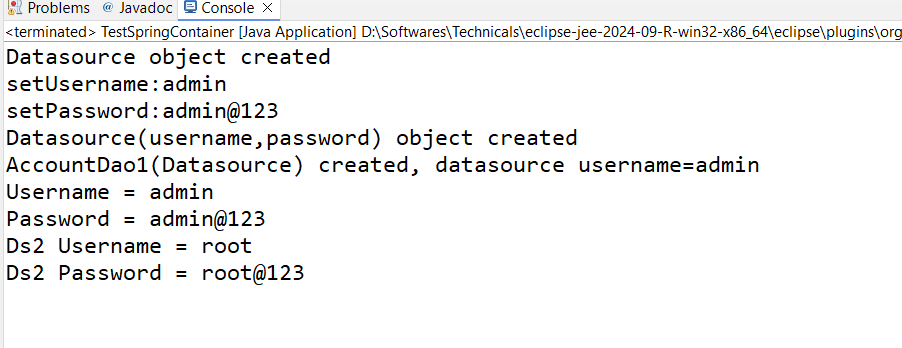 Problems @ Javadoc Console
<terminated> TestSpringContainer [Java Application] D:\Softwares\Technicals\eclipse-jee-2024-09-R-win32-x86_64\eclipse\plugins\org
Datasource object created
setUsername:admin
setPassword:admin@123
Datasource(username,password) object created
AccountDao1(Datasource) created, datasource username=admin
Username = admin
Password = admin@123
Ds2 Username = root
Ds2 Password = root@123